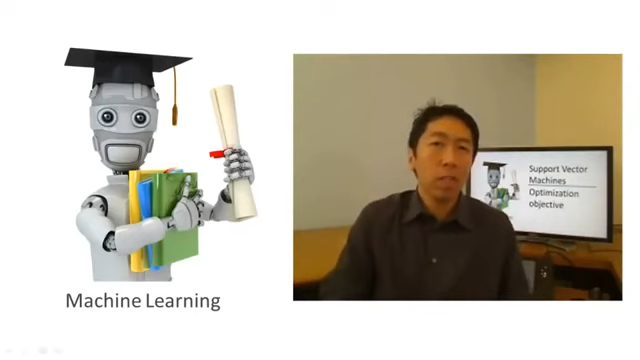 Machine Learning
Support Vector
Machines
Optimization
objective